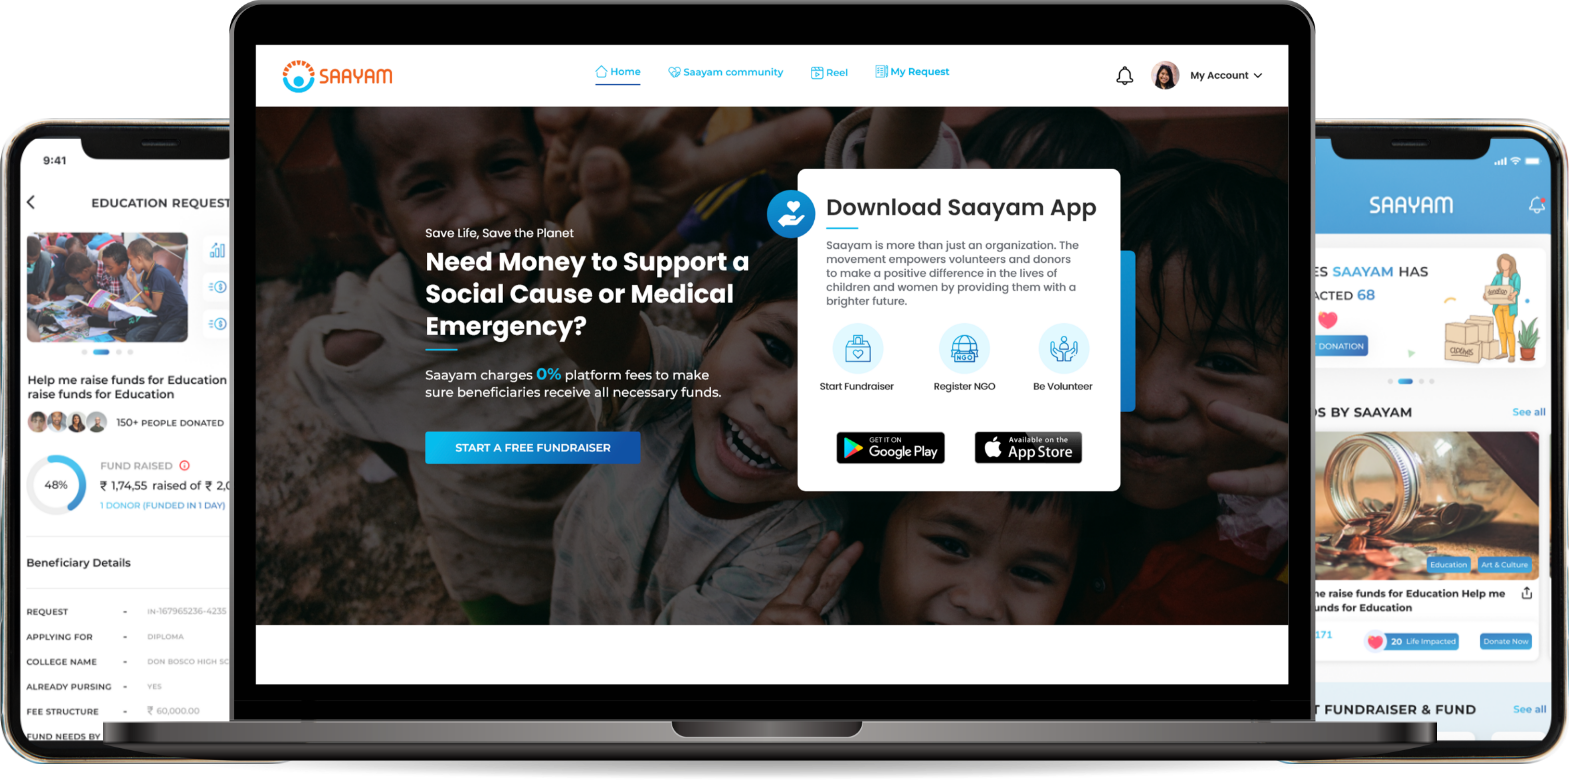 9:41
EDUCATION REQUEST
Help me raise funds for Education
raise funds for Education
150+ PEOPLE DONATED
FUND RAISED
48%
₹ 1,74,55 raised of ₹ 2,0
1 DONOR (FUNDED IN 1 DAY)
Beneficiary Details
REQUEST - IN-167965236-4235
APPLYING FOR - DIPLOMA
COLLEGE NAME - DON BOSCO HIGH SC
ALREADY PURSING - YES
FEE STRUCTURE - ₹ 60,000.00
FUND NEEDS BY
SAAYAM
Home
Saayam community
Reel
My Request
My Account
Save Life, Save the Planet
Need Money to Support a
Social Cause or Medical
Emergency?
Saayam charges 0% platform fees to make
sure beneficiaries receive all necessary funds.
START A FREE FUNDRAISER
Download Saayam App
Saayam is more than just an organization. The
movement empowers volunteers and donors
to make a positive difference in the lives of
children and women by providing them with a
brighter future.
NGO
Start Fundraiser
Register NGO
Be Volunteer
GET IT ON
Google Play
Available on the
App Store
SAAYAM
ES SAAYAM HAS
ACTED 68
DONATION
donation
CLOTHES
DS BY SAAYAM
See all
Education
Art & Culture
ne raise funds for Education Help me
unds for Education
171
20 Life Impacted
Donate Now
T FUNDRAISER & FUND
See all